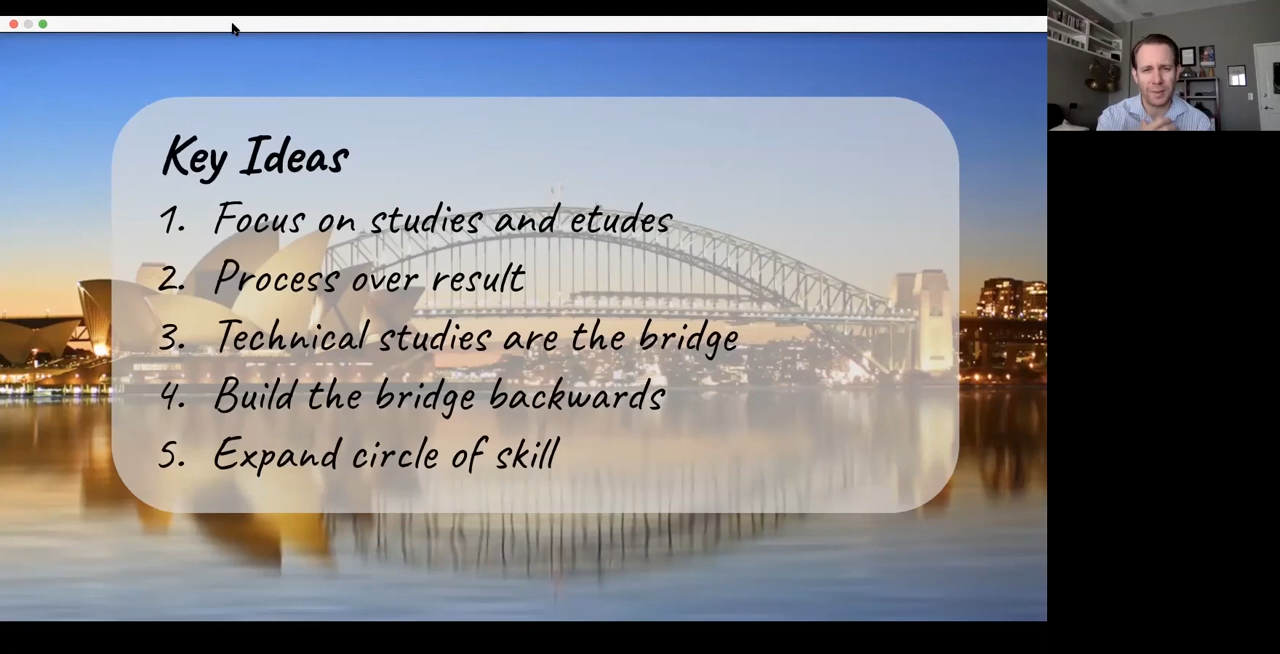 Key Ideas
1. Focus on studies and etudes
2. Process over result
3. Technical studies are the bridge
4. Build the bridge backwards
5. Expand circle of skill